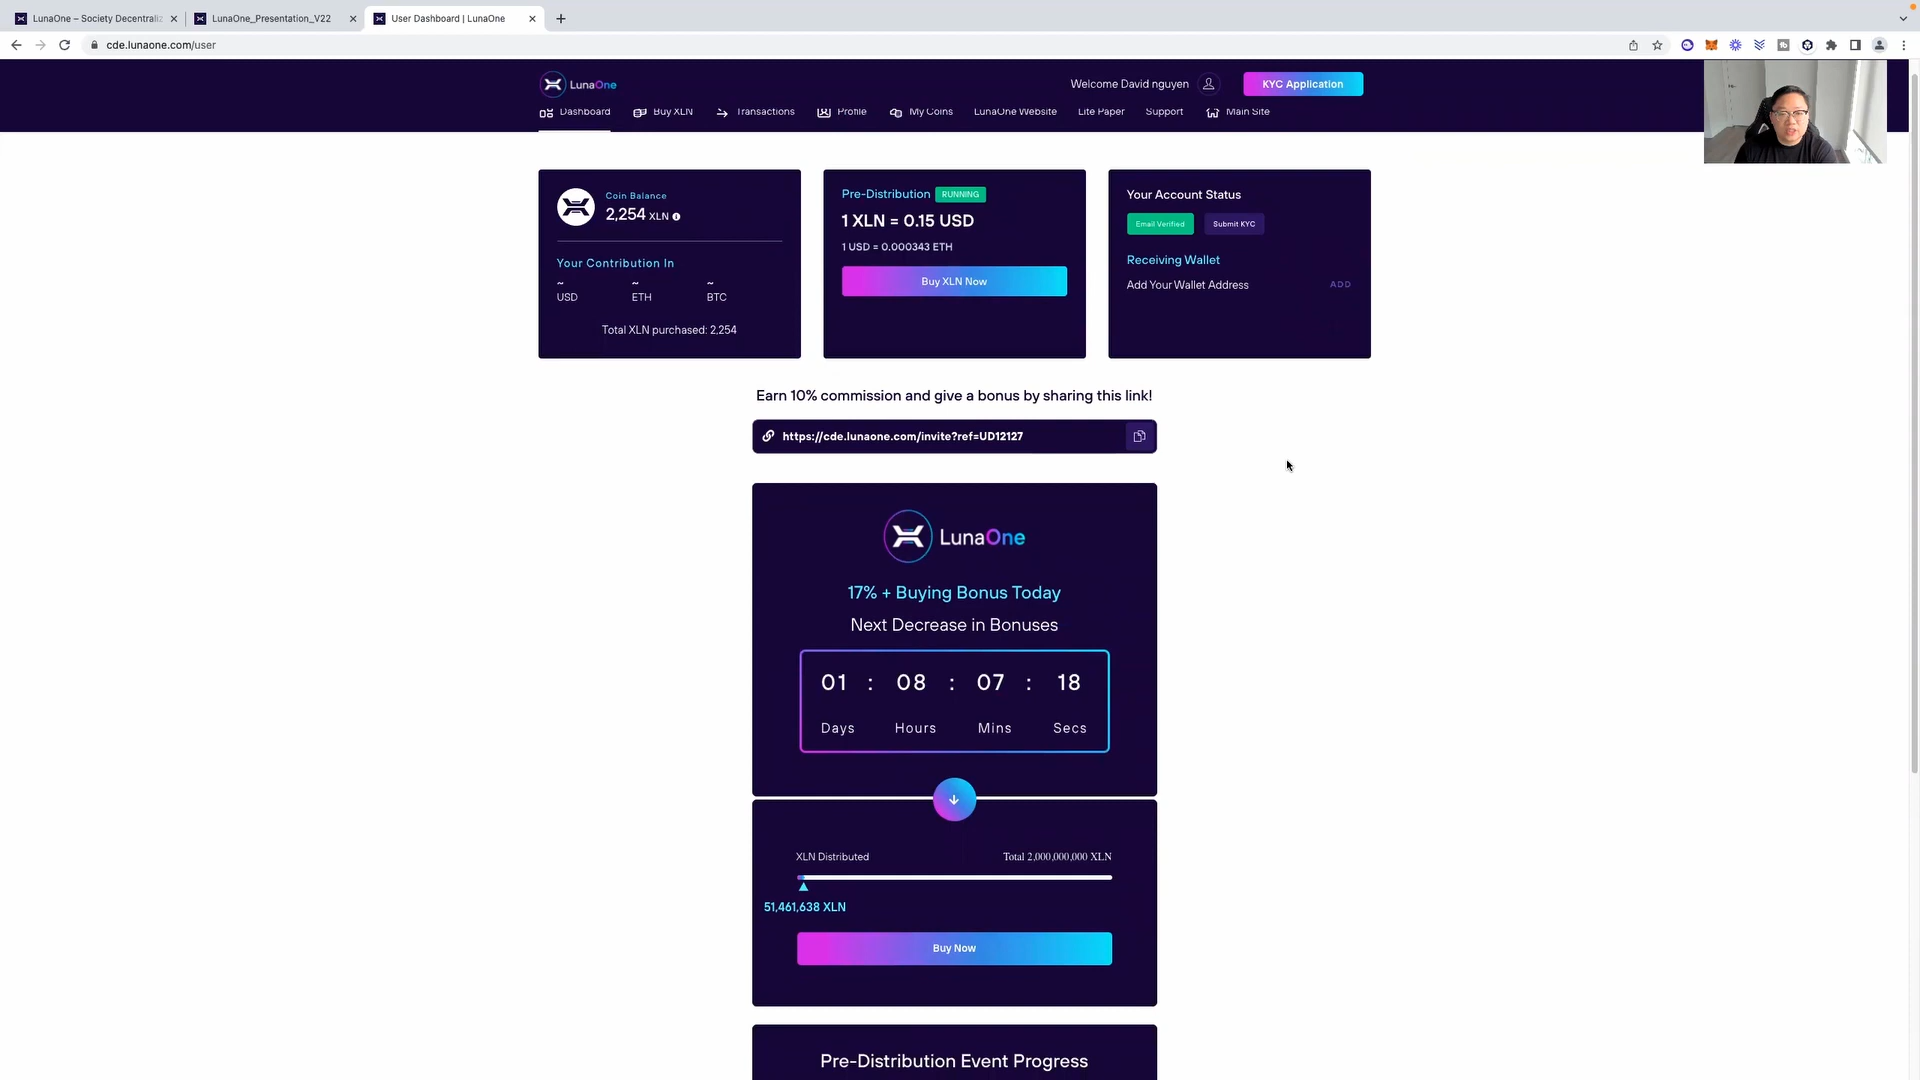 LunaOne – Society Decentraliz
LunaOne_Presentation_V22
User Dashboard | LunaOne
cde.lunaone.com/user
LunaOne
Welcome David nguyen
KYC Application
Dashboard
Buy XLN
Transactions
Profile
My Coins
LunaOne Website
Lite Paper
Support
Main Site
Coin Balance
2,254 XLN
Your Contribution In
~ ~ ~
USD ETH BTC
Total XLN purchased: 2,254
Pre-Distribution RUNNING
1 XLN = 0.15 USD
1 USD = 0.000343 ETH
Buy XLN Now
Your Account Status
Email Verified Submit KYC
Receiving Wallet
Add Your Wallet Address ADD
Earn 10% commission and give a bonus by sharing this link!
https://cde.lunaone.com/invite?ref=UD12127
LunaOne
17% + Buying Bonus Today
Next Decrease in Bonuses
01 : 08 : 07 : 18
Days Hours Mins Secs
XLN Distributed Total 2,000,000,000 XLN
51,461,638 XLN
Buy Now
Pre-Distribution Event Progress